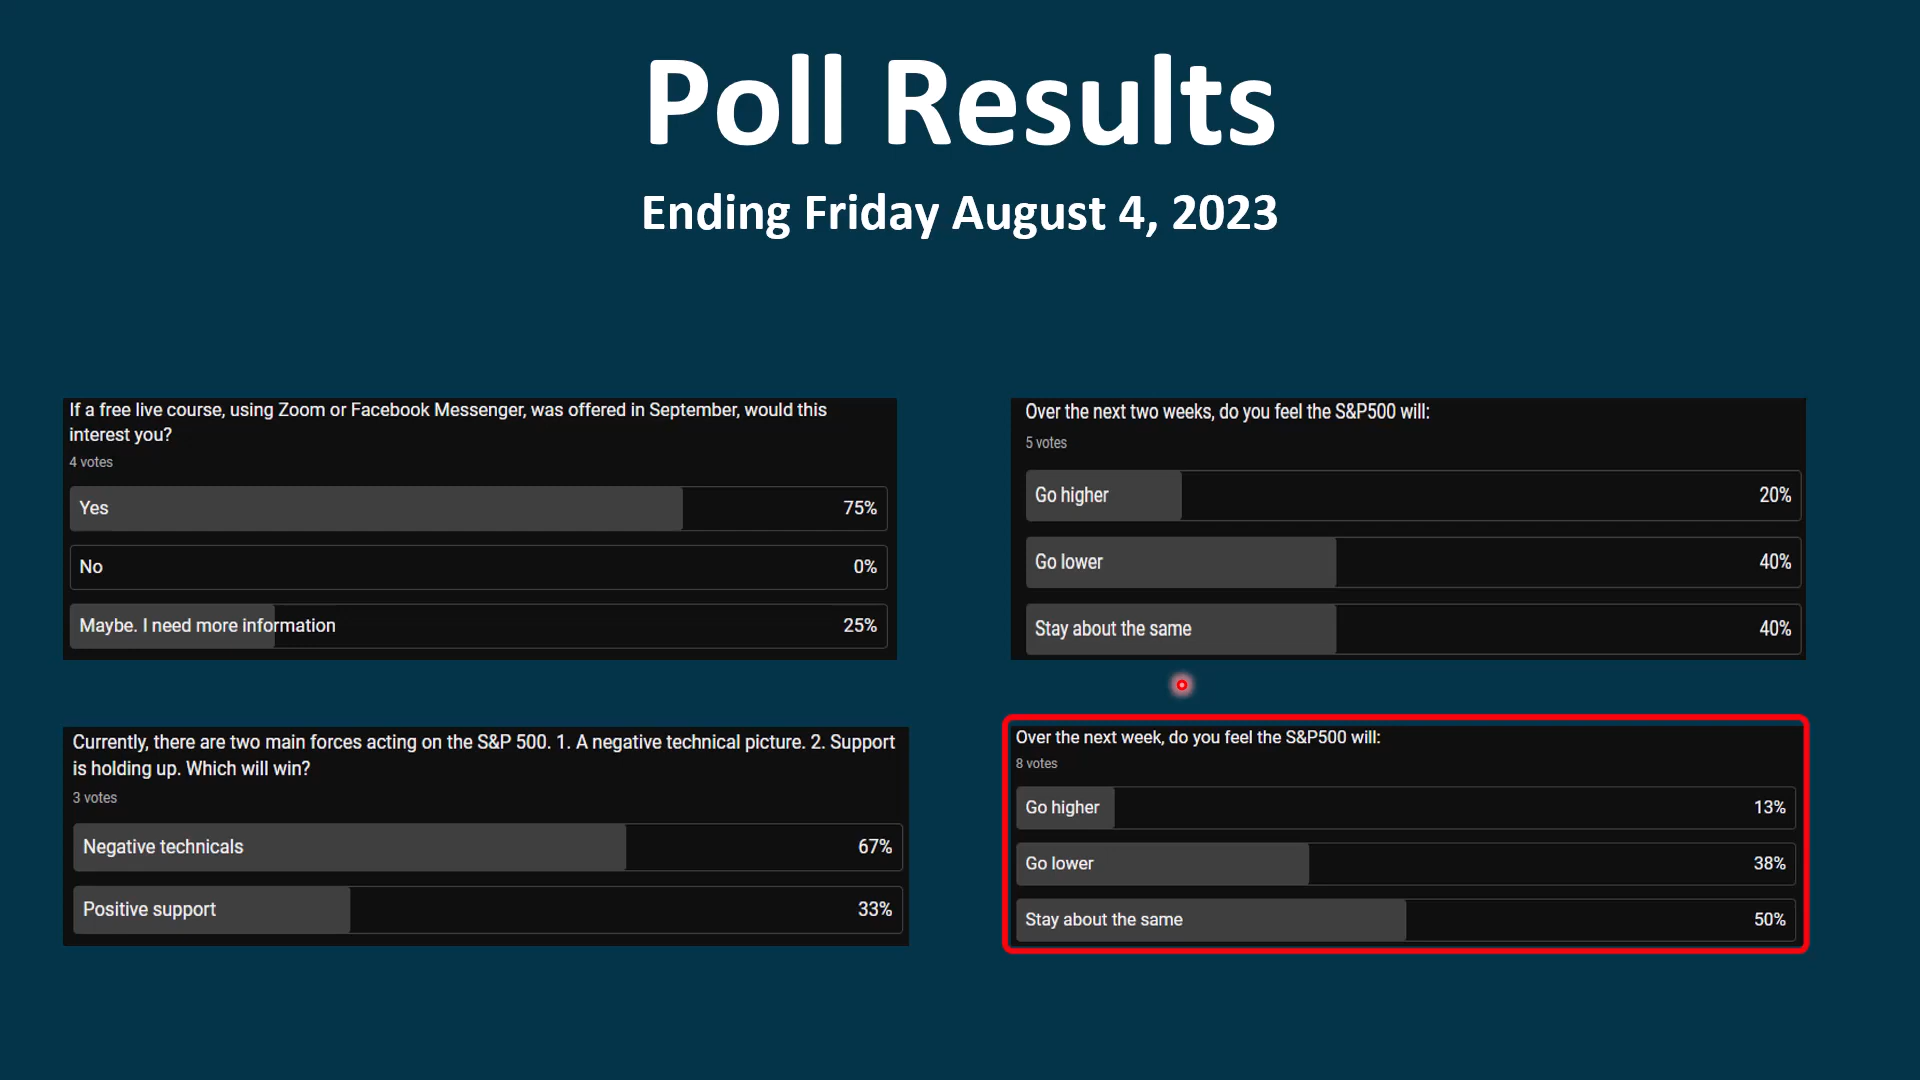 Poll Results
Ending Friday August 4, 2023
If a free live course, using Zoom or Facebook Messenger, was offered in September, would this
interest you?
4 votes
Yes 75%
No 0%
Maybe. I need more information 25%
Over the next two weeks, do you feel the S&P500 will:
5 votes
Go higher 20%
Go lower 40%
Stay about the same 40%
Currently, there are two main forces acting on the S&P 500. 1. A negative technical picture. 2. Support
is holding up. Which will win?
3 votes
Negative technicals 67%
Positive support 33%
Over the next week, do you feel the S&P500 will:
8 votes
Go higher 13%
Go lower 38%
Stay about the same 50%